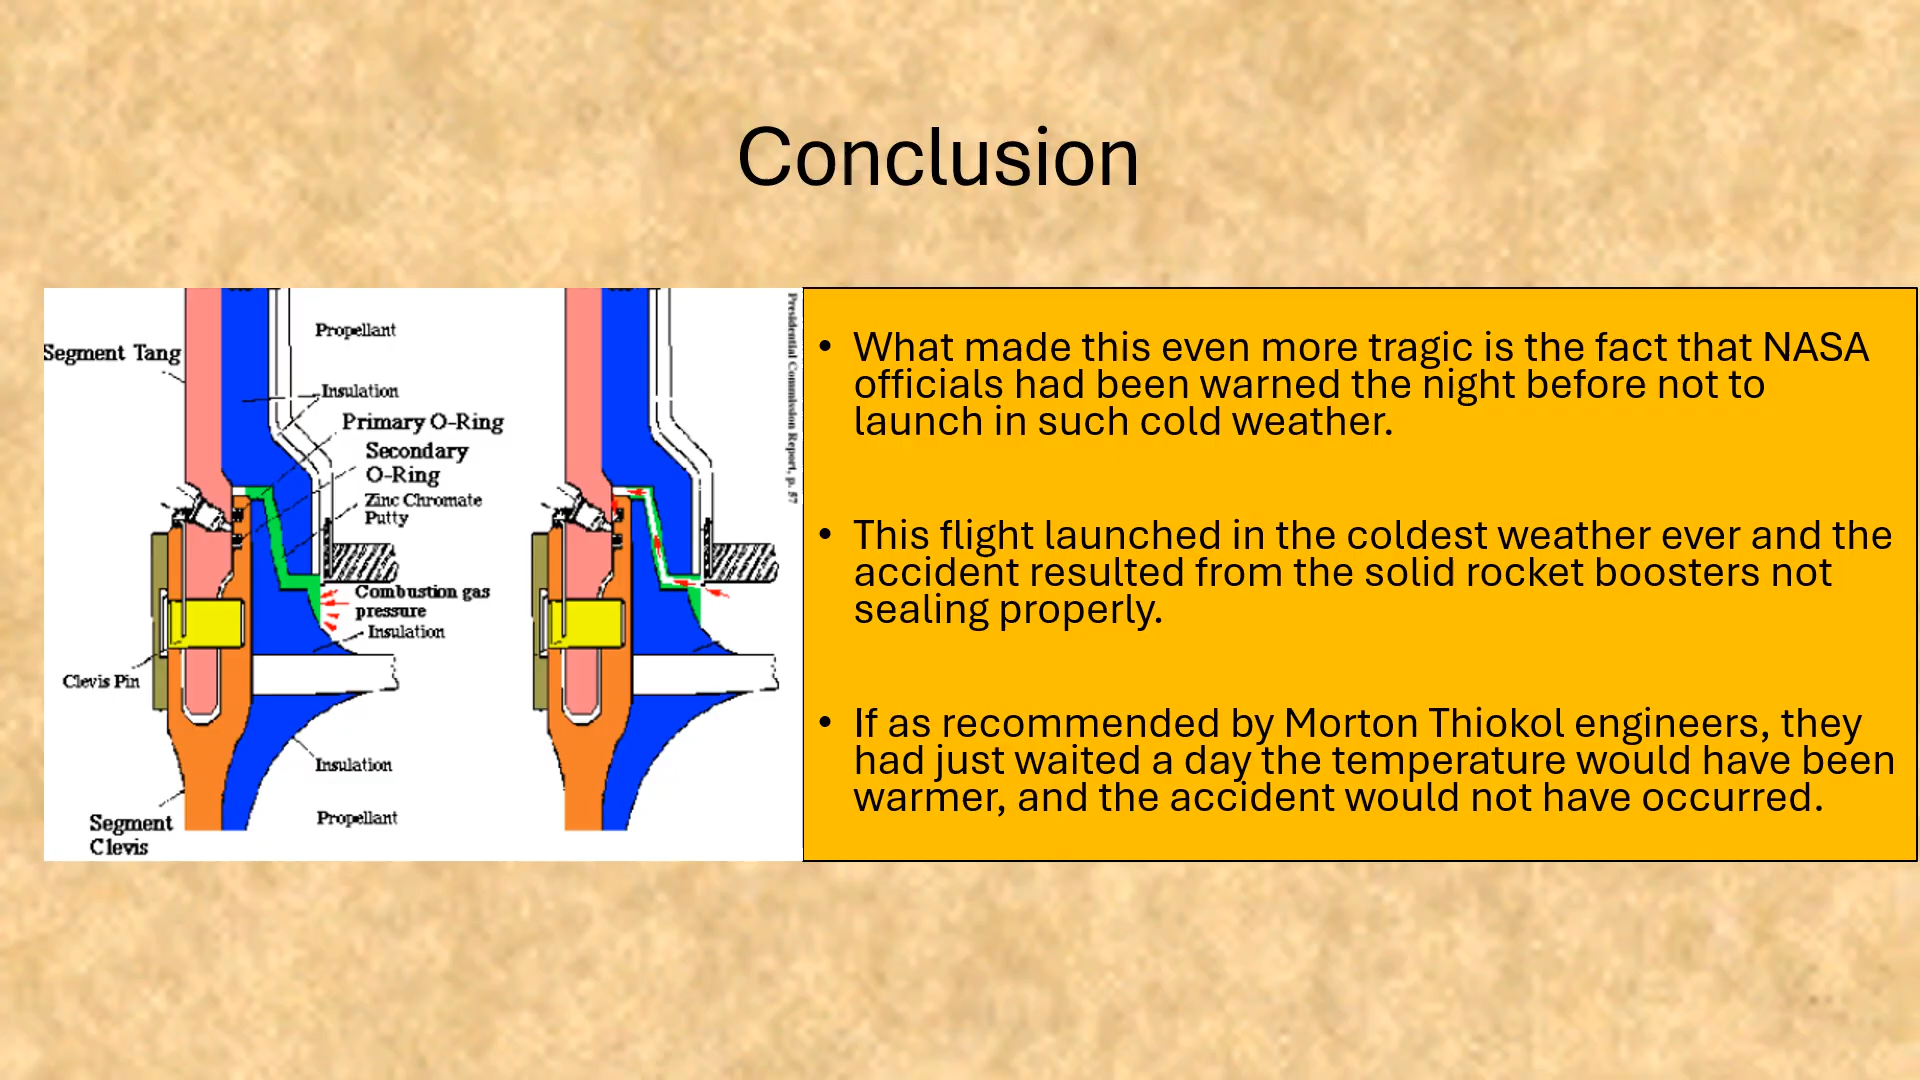 Conclusion
Segment Tang
Propellant
Insulation
Primary O-Ring
Secondary
O-Ring
Zinc Chromate
Putty
Combustion gas
pressure
Insulation
Clevis Pin
Insulation
Propellant
Segment
Clevis
Presidential Commission Report, p. 57
• What made this even more tragic is the fact that NASA
officials had been warned the night before not to
launch in such cold weather.
• This flight launched in the coldest weather ever and the
accident resulted from the solid rocket boosters not
sealing properly.
• If as recommended by Morton Thiokol engineers, they
had just waited a day the temperature would have been
warmer, and the accident would not have occurred.